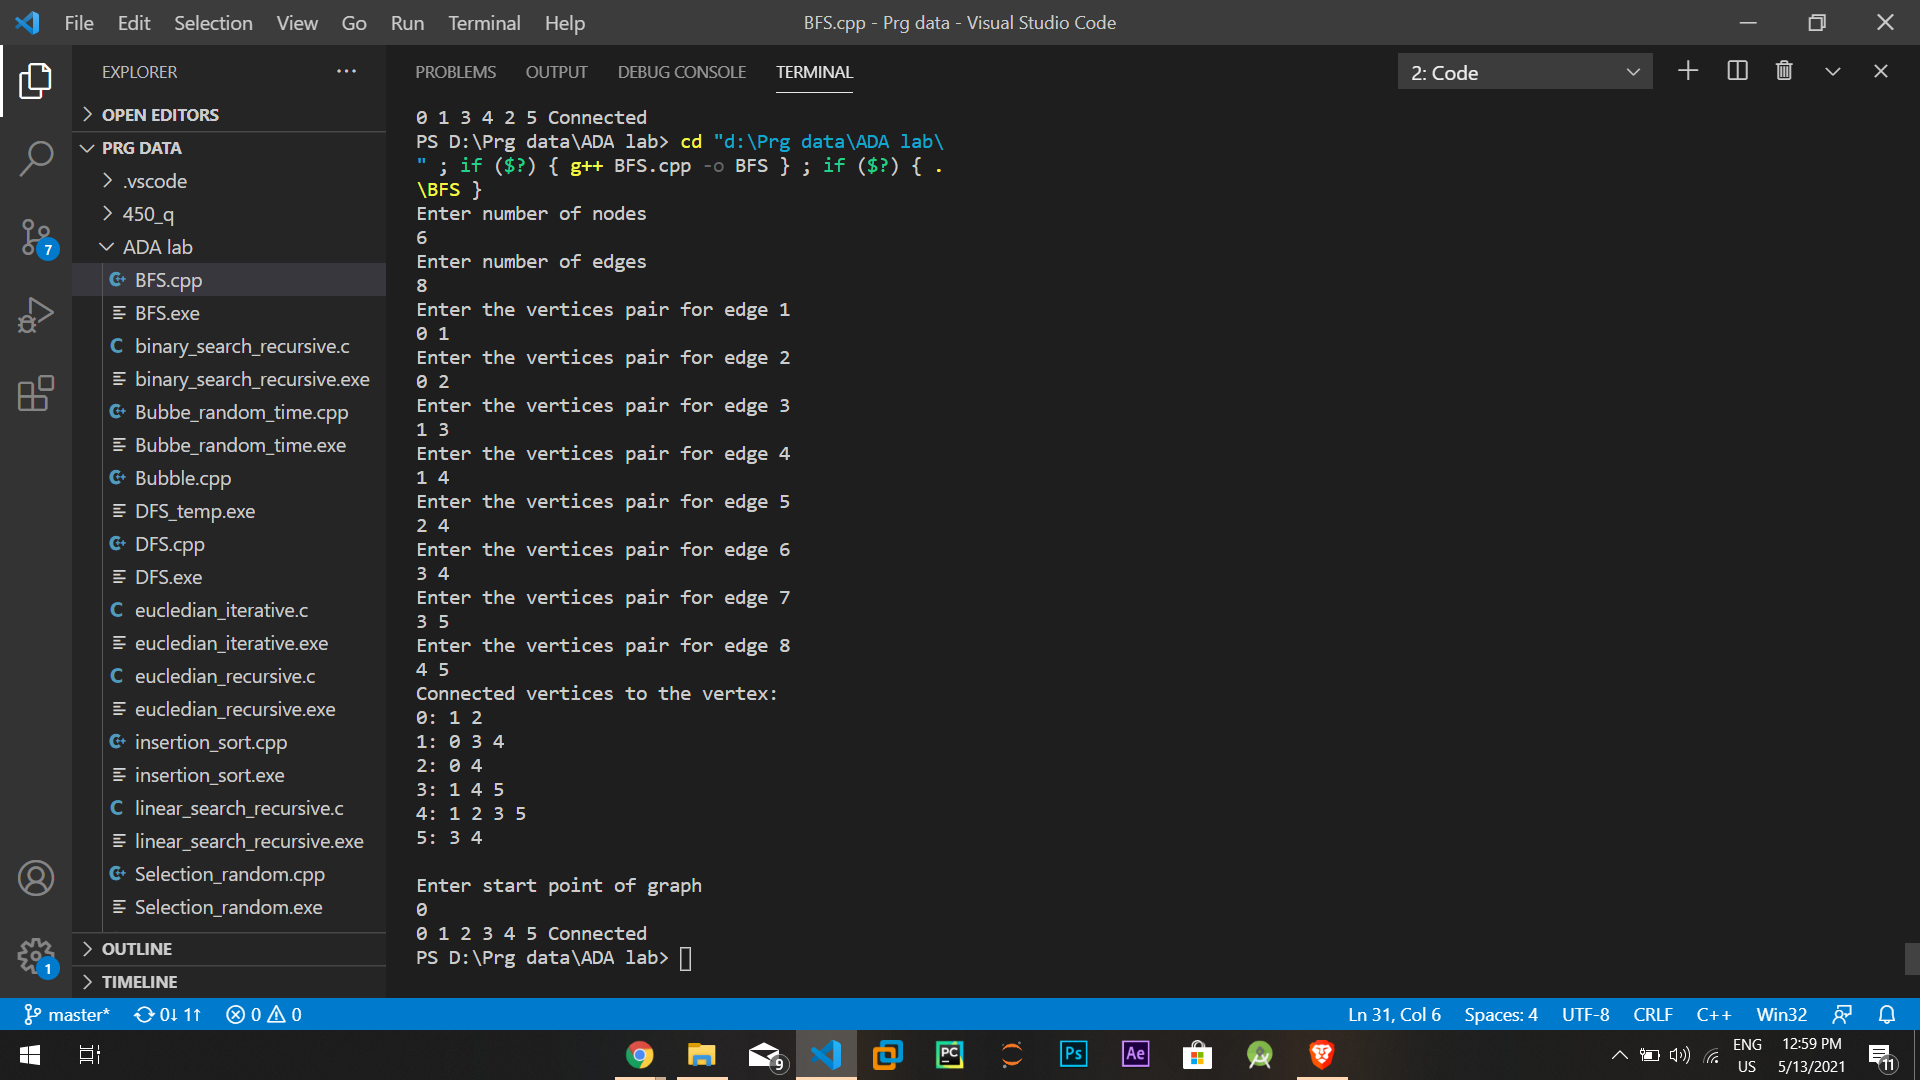 File Edit Selection View Go Run Terminal Help
BFS.cpp - Prg data - Visual Studio Code
EXPLORER
OPEN EDITORS
PRG DATA
.vscode
450_q
ADA lab
BFS.cpp
BFS.exe
binary_search_recursive.c
binary_search_recursive.exe
Bubbe_random_time.cpp
Bubbe_random_time.exe
Bubble.cpp
DFS_temp.exe
DFS.cpp
DFS.exe
eucledian_iterative.c
eucledian_iterative.exe
eucledian_recursive.c
eucledian_recursive.exe
insertion_sort.cpp
insertion_sort.exe
linear_search_recursive.c
linear_search_recursive.exe
Selection_random.cpp
Selection_random.exe
OUTLINE
TIMELINE
7
1
PROBLEMS OUTPUT DEBUG CONSOLE TERMINAL
2: Code
0 1 3 4 2 5 Connected
PS D:\Prg data\ADA lab> cd "d:\Prg data\ADA lab\
" ; if ($?) { g++ BFS.cpp -o BFS } ; if ($?) { .
\BFS }
Enter number of nodes
6
Enter number of edges
8
Enter the vertices pair for edge 1
0 1
Enter the vertices pair for edge 2
0 2
Enter the vertices pair for edge 3
1 3
Enter the vertices pair for edge 4
1 4
Enter the vertices pair for edge 5
2 4
Enter the vertices pair for edge 6
3 4
Enter the vertices pair for edge 7
3 5
Enter the vertices pair for edge 8
4 5
Connected vertices to the vertex:
0: 1 2
1: 0 3 4
2: 0 4
3: 1 4 5
4: 1 2 3 5
5: 3 4
Enter start point of graph
0
0 1 2 3 4 5 Connected
PS D:\Prg data\ADA lab>
master* 0↓ 1↑ 0 0
Ln 31, Col 6 Spaces: 4 UTF-8 CRLF C++ Win32
9
PC
Ps
Ae
ENG
US
12:59 PM
5/13/2021
11